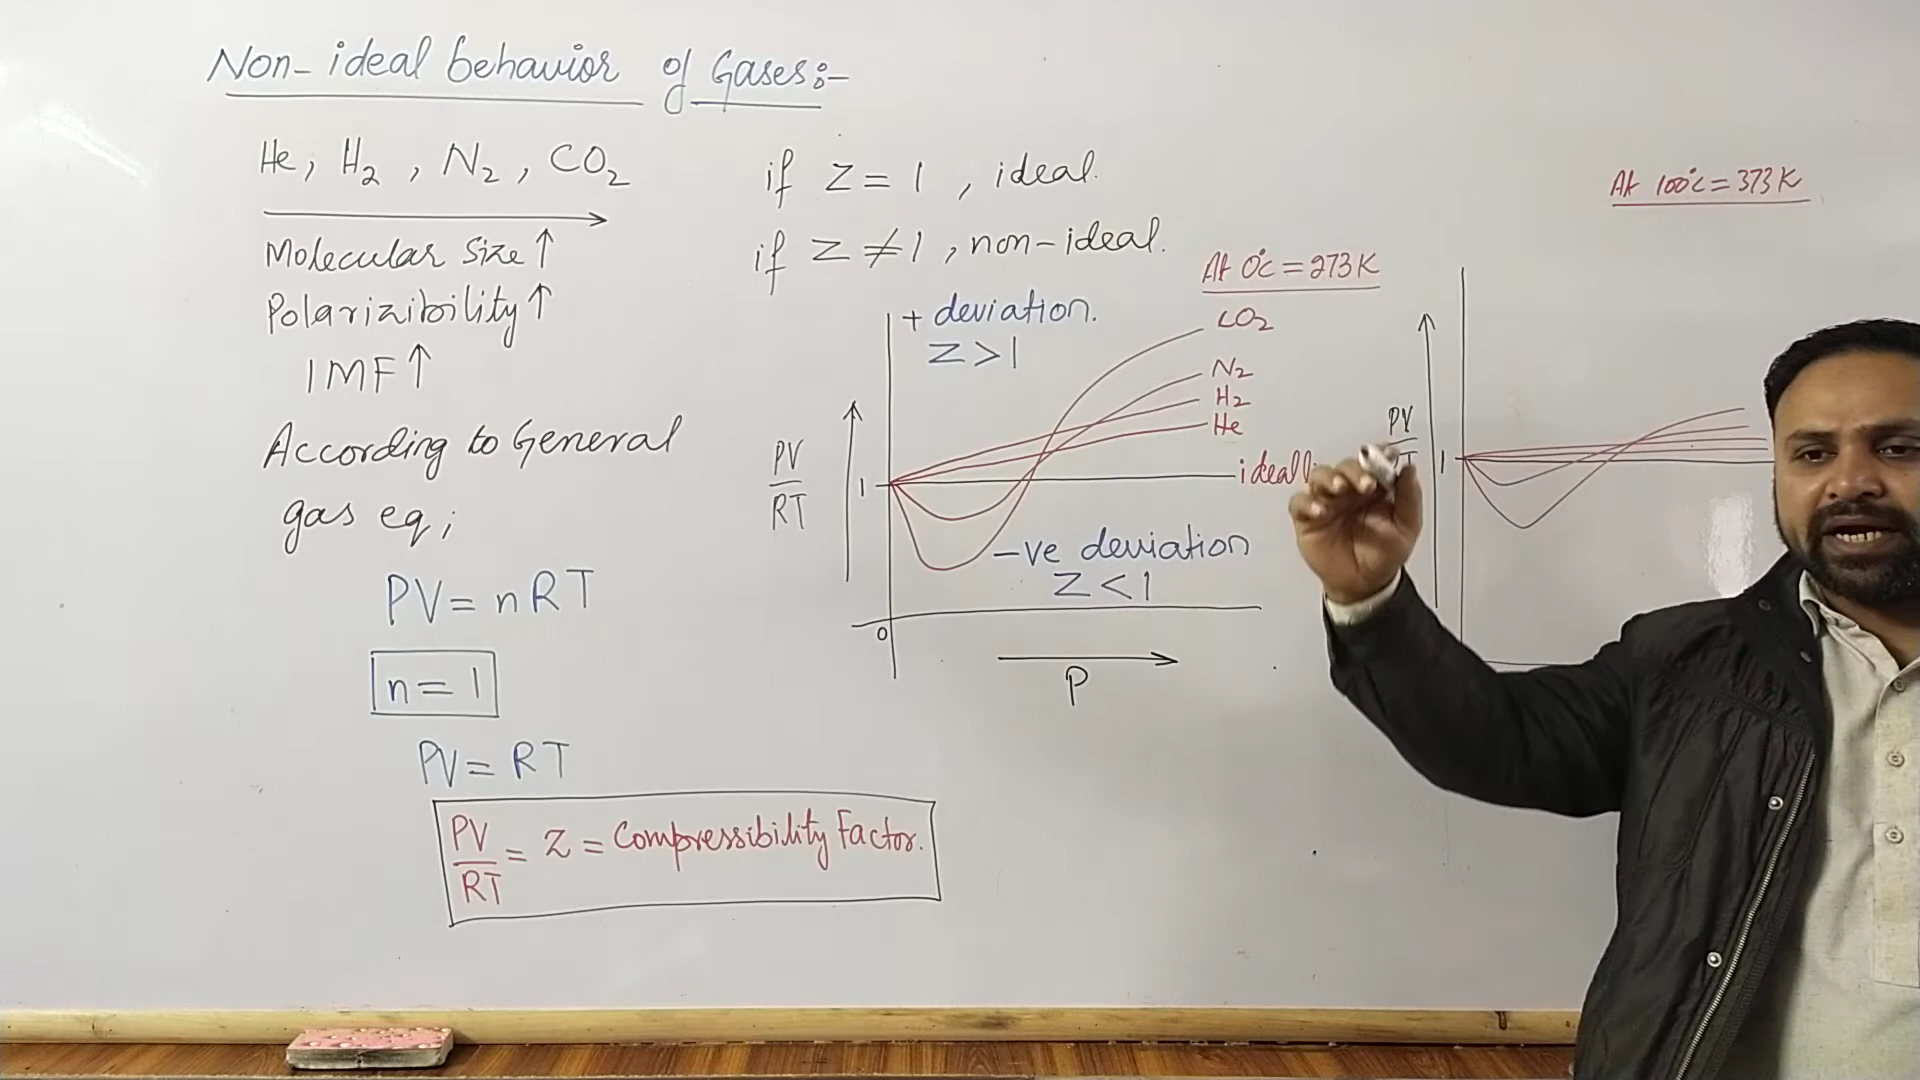 Non-ideal behavior of Gases:-
He, H₂, N₂, CO₂
Molecular Size ↑
Polarizibility ↑
IMF ↑
According to General
gas eq;
PV = nRT
n = 1
PV = RT
PV/RT = Z = Compressibility Factor.
if Z = 1, ideal.
if Z ≠ 1, non-ideal.
At 0°C = 273K
+ deviation.
Z > 1
CO₂
N₂
H₂
He
PV/RT
1
ideal
-ve deviation
Z < 1
0
P
At 100°C = 373K
PV
1